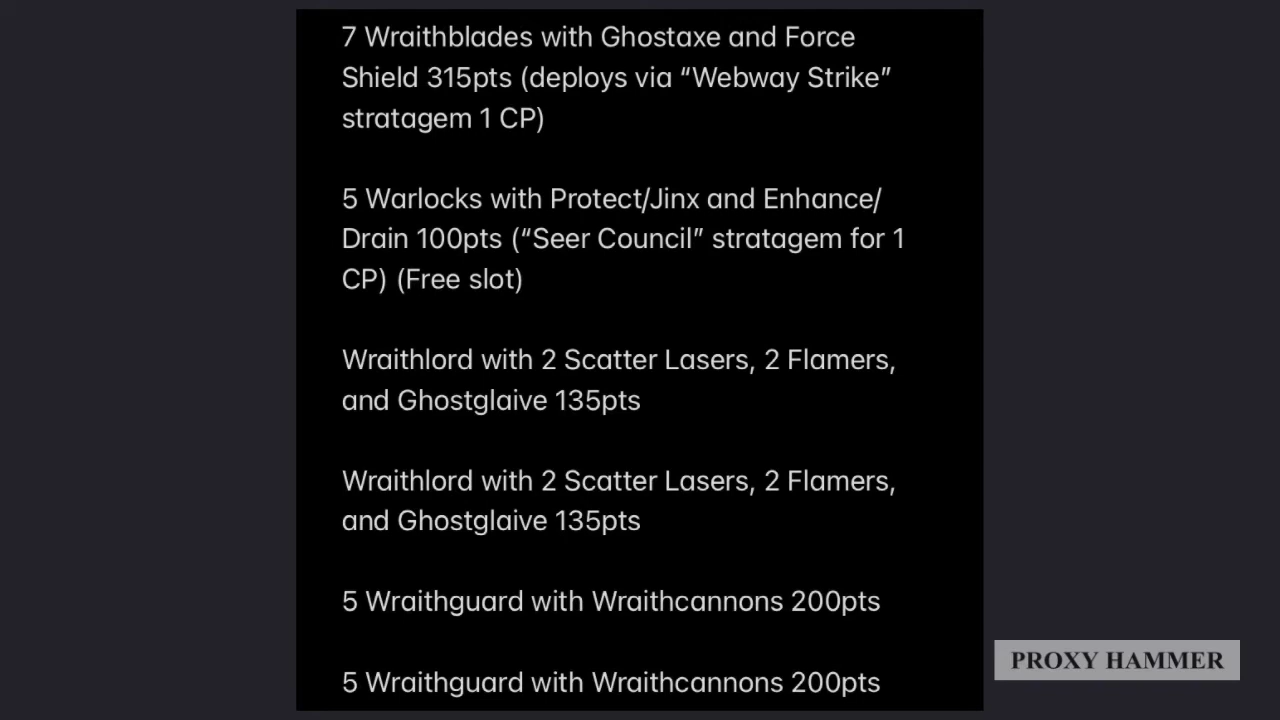 7 Wraithblades with Ghostaxe and Force
Shield 315pts (deploys via “Webway Strike”
stratagem 1 CP)
5 Warlocks with Protect/Jinx and Enhance/
Drain 100pts (“Seer Council” stratagem for 1
CP) (Free slot)
Wraithlord with 2 Scatter Lasers, 2 Flamers,
and Ghostglaive 135pts
Wraithlord with 2 Scatter Lasers, 2 Flamers,
and Ghostglaive 135pts
5 Wraithguard with Wraithcannons 200pts
5 Wraithguard with Wraithcannons 200pts
PROXY HAMMER